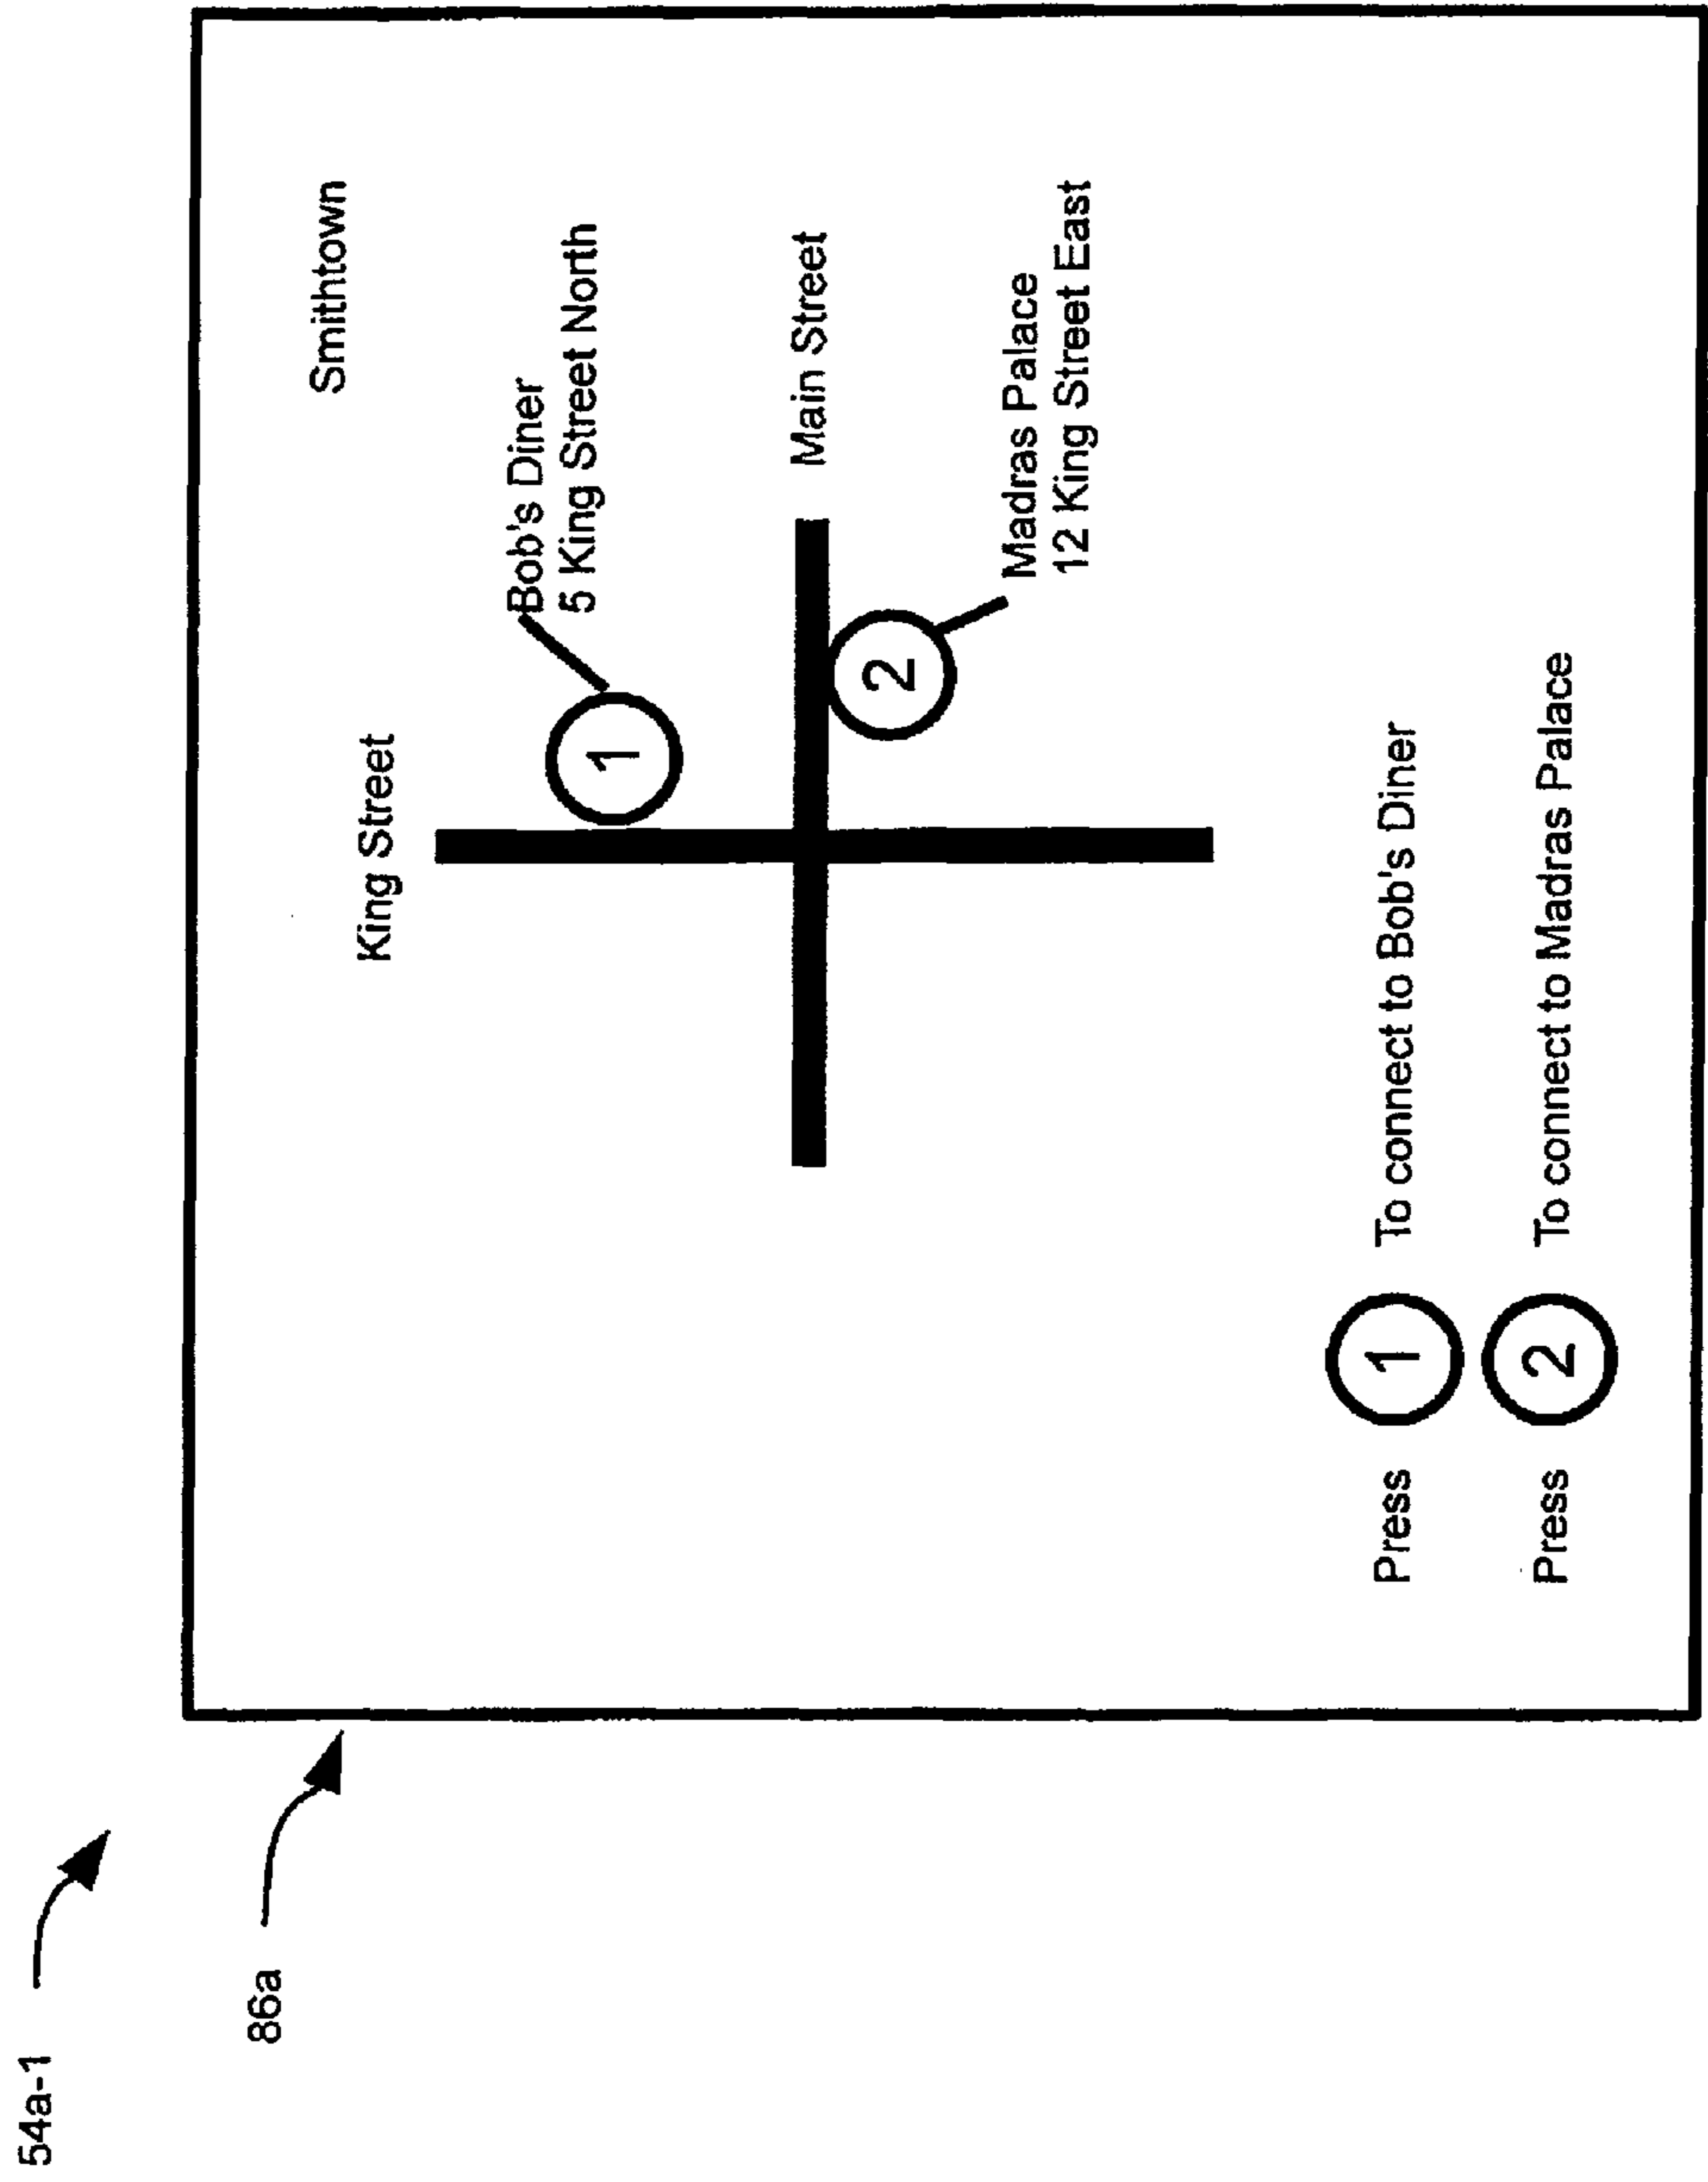 54a-1
86a
Smithtown
King Street
Bob's Diner
5 King Street North
1
Main Street
2
Madras Palace
12 King Street East
Press 1 To connect to Bob's Diner
Press 2 To connect to Madras Palace